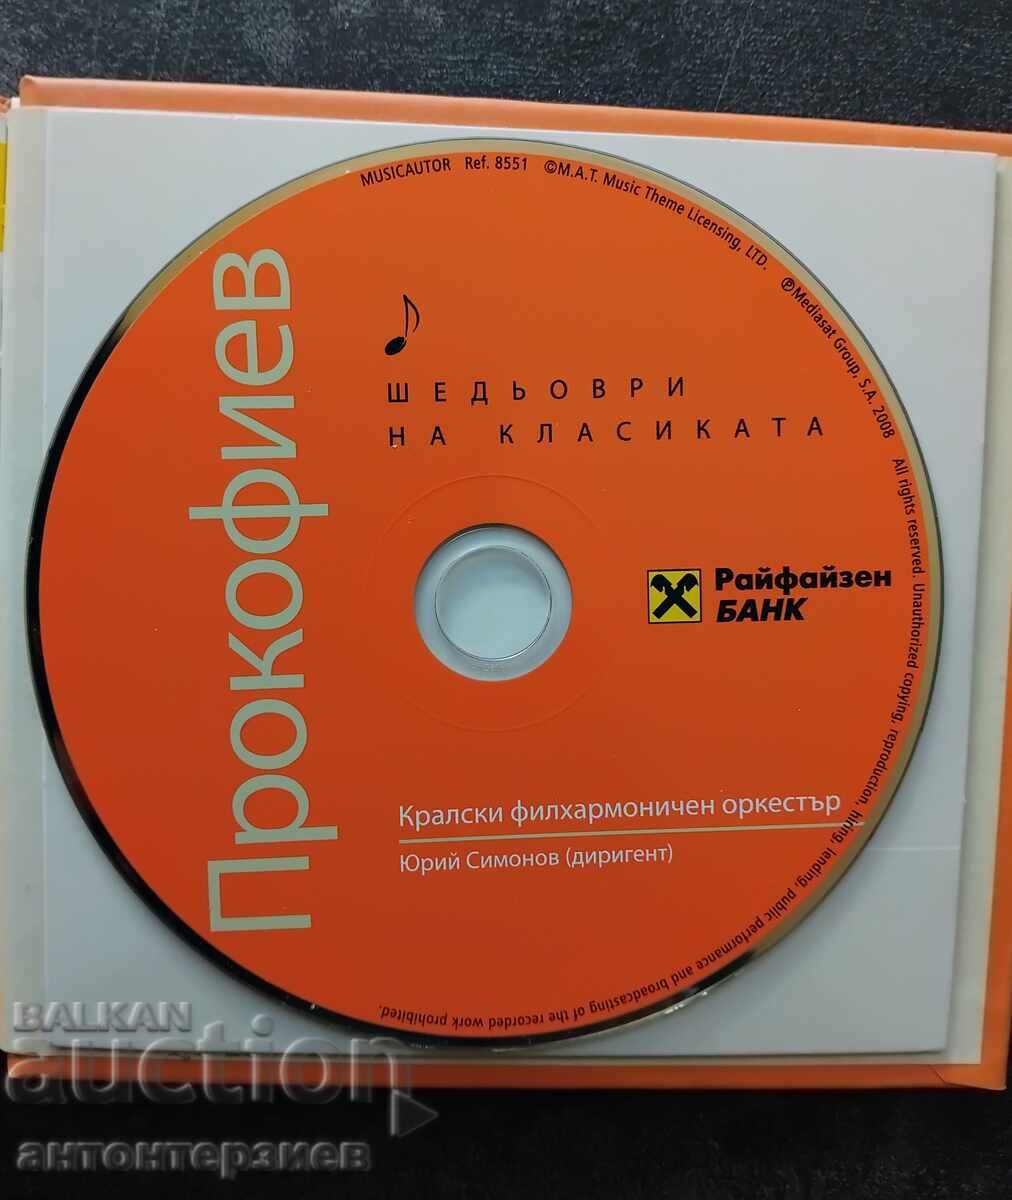 MUSICAUTOR Ref. 8551 ©M.A.T. Music Theme Licensing, LTD. ℗Mediasat Group, S.A. 2008 All rights reserved. Unauthorized copying, reproduction, hiring, lending, public performance and broadcasting of the recorded work prohibited.
Прокофиев
ШЕДЬОВРИ
НА КЛАСИКАТА
Райфайзен
БАНК
Кралски филхармоничен оркестър
Юрий Симонов (диригент)
BALKAN
auction
антонтерзиев